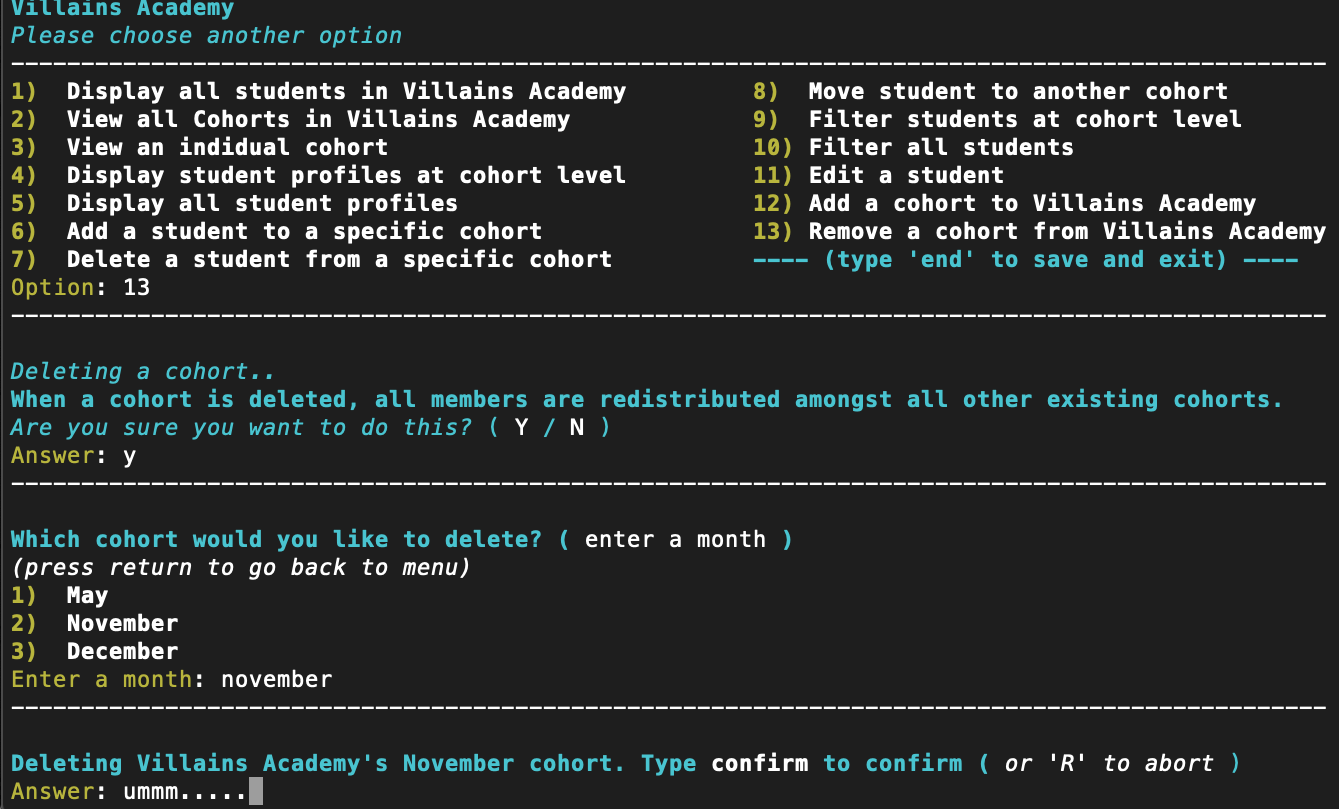 Villains Academy
Please choose another option
----------------------------------------------------------------------------------------------
1)  Display all students in Villains Academy         8)  Move student to another cohort
2)  View all Cohorts in Villains Academy             9)  Filter students at cohort level
3)  View an indidual cohort                          10) Filter all students
4)  Display student profiles at cohort level         11) Edit a student
5)  Display all student profiles                     12) Add a cohort to Villains Academy
6)  Add a student to a specific cohort               13) Remove a cohort from Villains Academy
7)  Delete a student from a specific cohort          ---- (type 'end' to save and exit) ----
Option: 13
----------------------------------------------------------------------------------------------
Deleting a cohort..
When a cohort is deleted, all members are redistributed amongst all other existing cohorts.
Are you sure you want to do this? ( Y / N )
Answer: y
----------------------------------------------------------------------------------------------
Which cohort would you like to delete? ( enter a month )
(press return to go back to menu)
1)  May
2)  November
3)  December
Enter a month: november
----------------------------------------------------------------------------------------------
Deleting Villains Academy's November cohort. Type confirm to confirm ( or 'R' to abort )
Answer: ummm.....